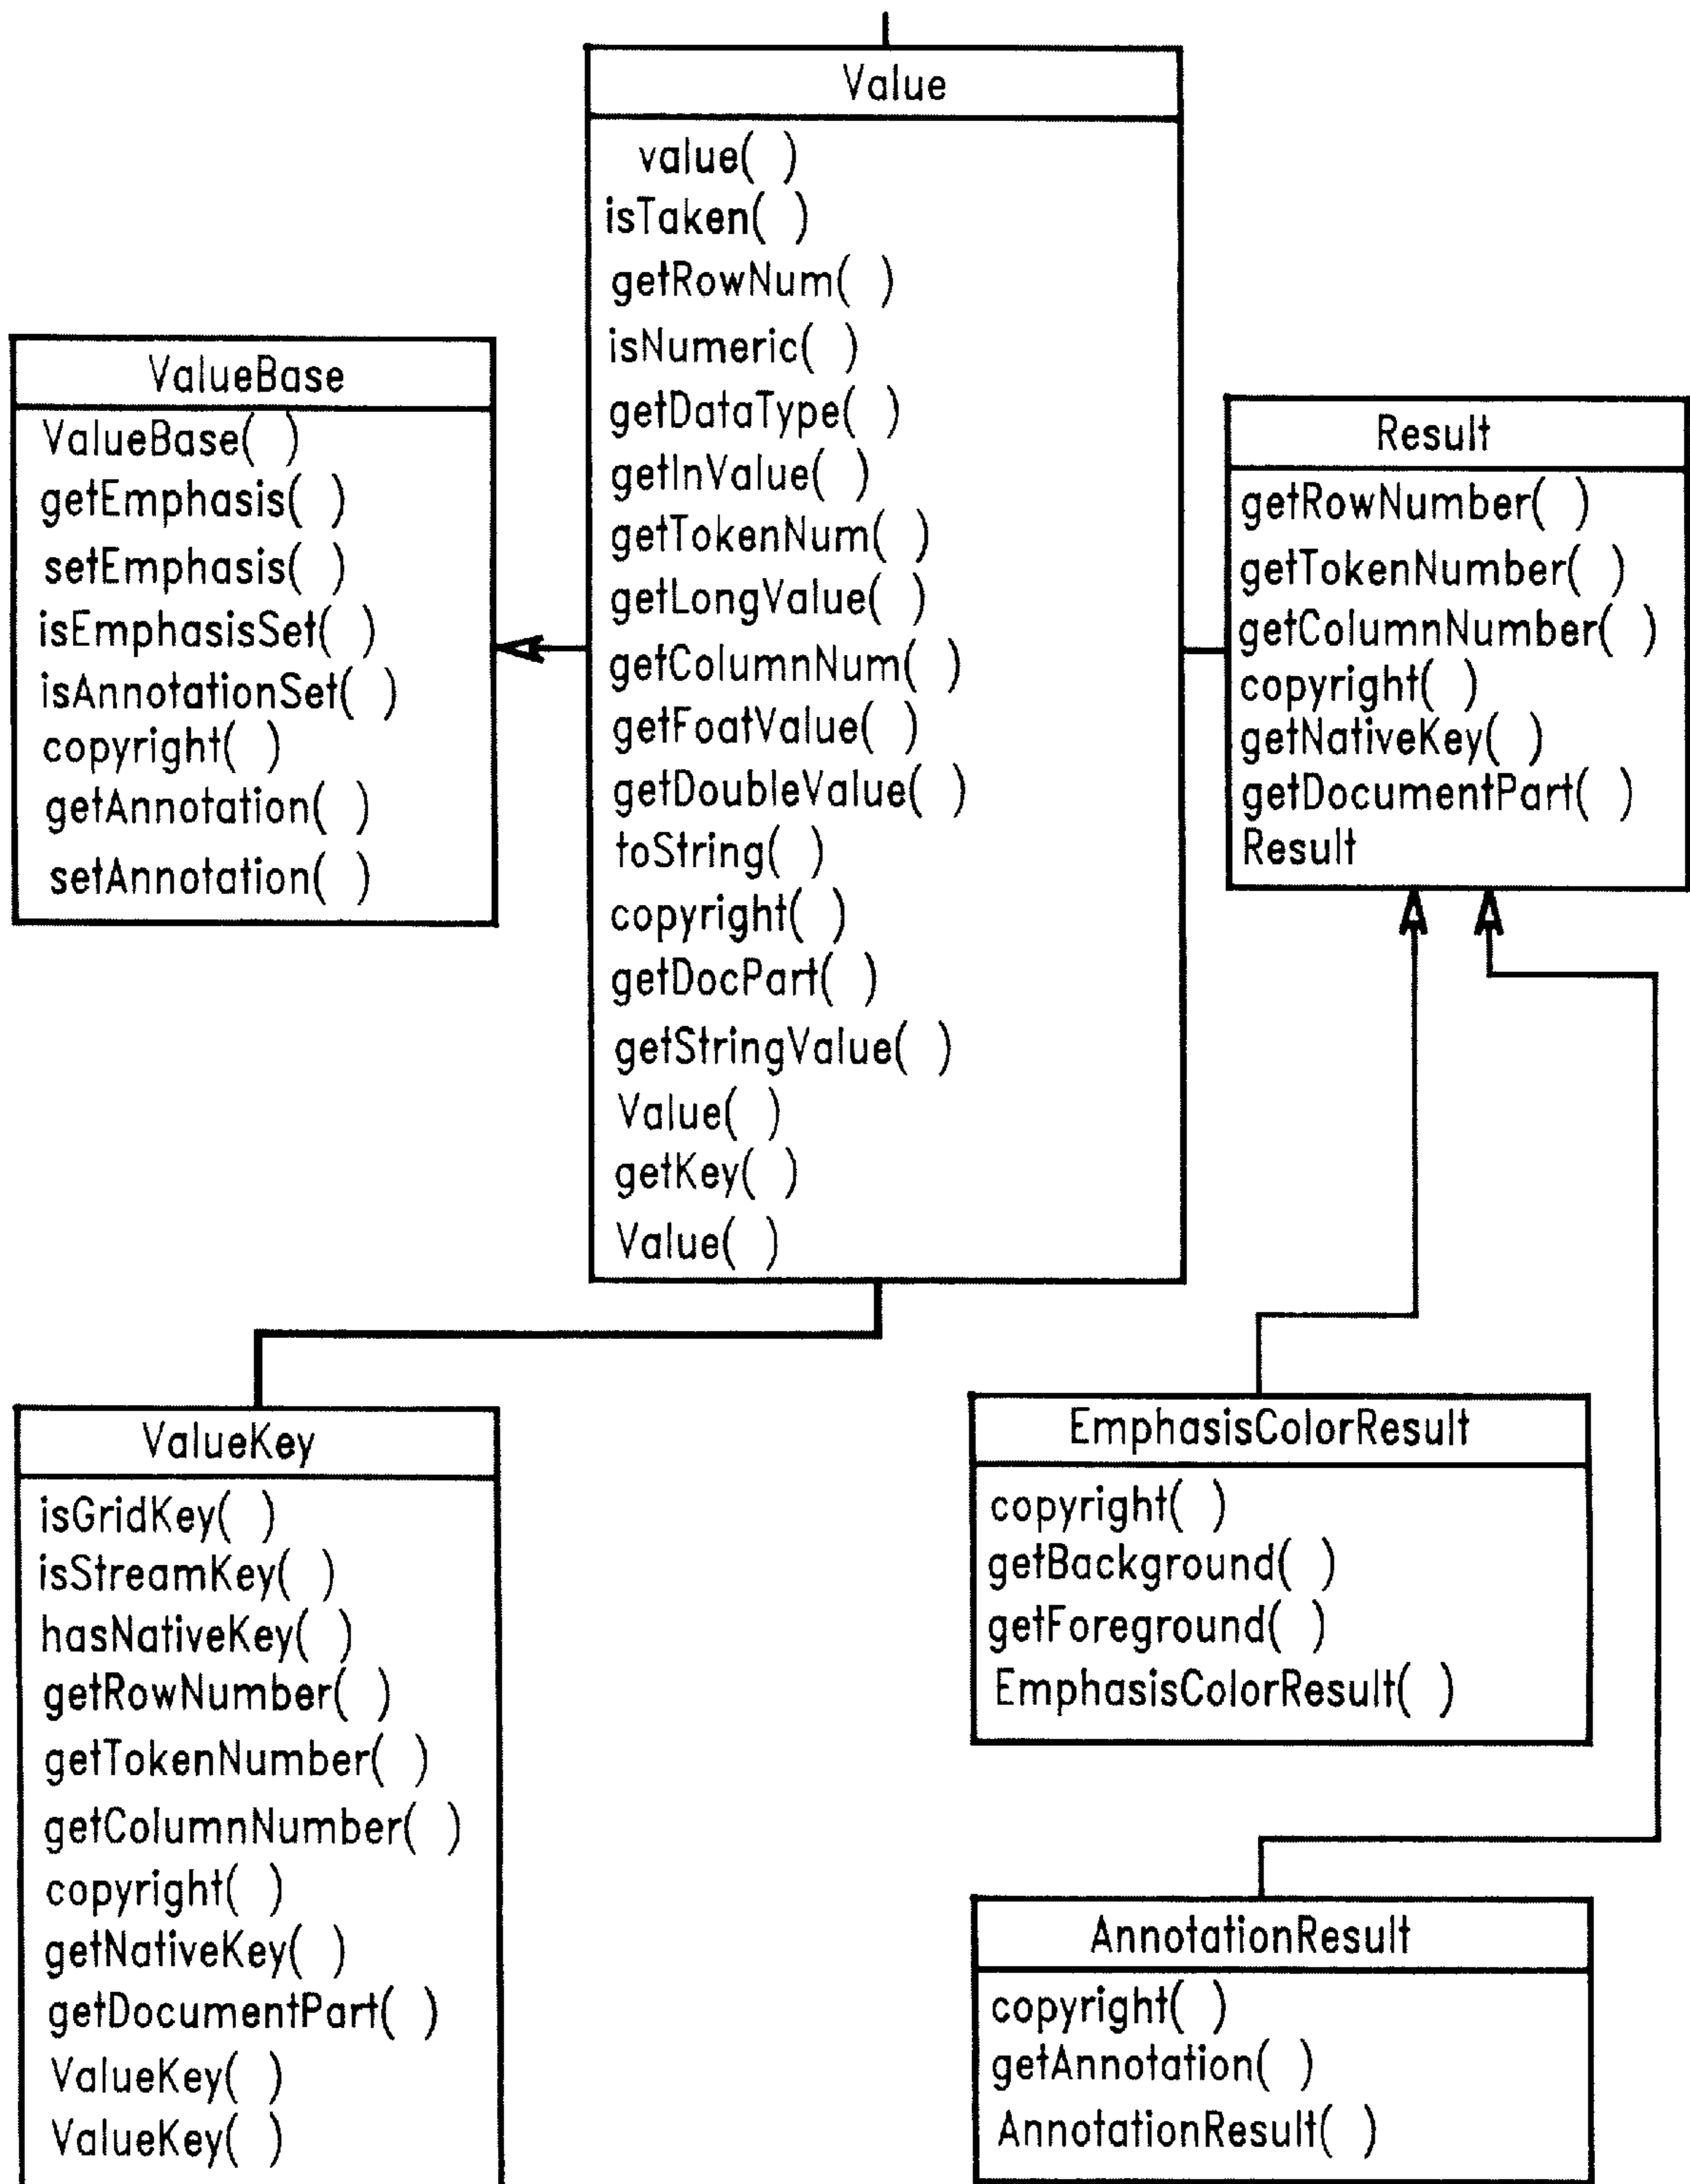 Value
value( )
isTaken( )
getRowNum( )
isNumeric( )
getDataType( )
getInValue( )
getTokenNum( )
getLongValue( )
getColumnNum( )
getFoatValue( )
getDoubleValue( )
toString( )
copyright( )
getDocPart( )
getStringValue( )
Value( )
getKey( )
Value( )
ValueBase
ValueBase( )
getEmphasis( )
setEmphasis( )
isEmphasisSet( )
isAnnotationSet( )
copyright( )
getAnnotation( )
setAnnotation( )
Result
getRowNumber( )
getTokenNumber( )
getColumnNumber( )
copyright( )
getNativeKey( )
getDocumentPart( )
Result
ValueKey
isGridKey( )
isStreamKey( )
hasNativeKey( )
getRowNumber( )
getTokenNumber( )
getColumnNumber( )
copyright( )
getNativeKey( )
getDocumentPart( )
ValueKey( )
ValueKey( )
EmphasisColorResult
copyright( )
getBackground( )
getForeground( )
EmphasisColorResult( )
AnnotationResult
copyright( )
getAnnotation( )
AnnotationResult( )